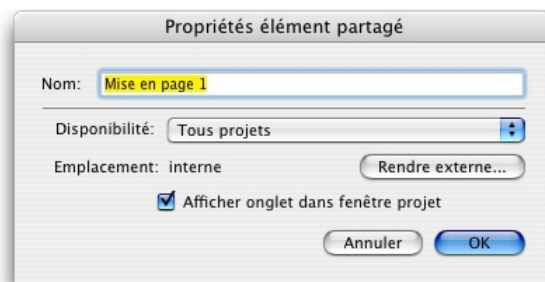 Propriétés élément partagé
Nom: Mise en page 1
Disponibilité: Tous projets
Emplacement: interne Rendre externe...
Afficher onglet dans fenêtre projet
Annuler OK